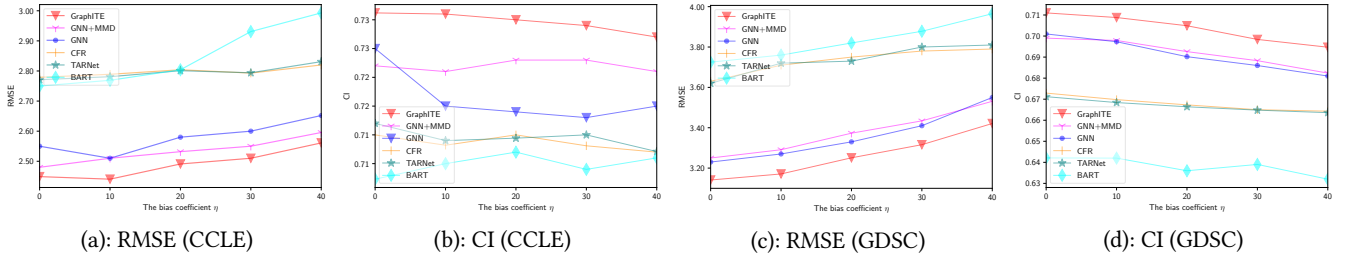 3.00
2.90
2.80
2.70
2.60
2.50
RMSE
GraphITE
GNN+MMD
GNN
CFR
TARNet
BART
0 10 20 30 40
The bias coefficient η
(a): RMSE (CCLE)
0.73
0.73
0.72
0.72
0.71
0.71
CI
GraphITE
GNN+MMD
GNN
CFR
TARNet
BART
0 10 20 30 40
The bias coefficient η
(b): CI (CCLE)
4.00
3.80
3.60
3.40
3.20
RMSE
GraphITE
GNN+MMD
GNN
CFR
TARNet
BART
0 10 20 30 40
The bias coefficient η
(c): RMSE (GDSC)
0.71
0.70
0.69
0.68
0.67
0.66
0.65
0.64
0.63
CI
GraphITE
GNN+MMD
GNN
CFR
TARNet
BART
0 10 20 30 40
The bias coefficient η
(d): CI (GDSC)